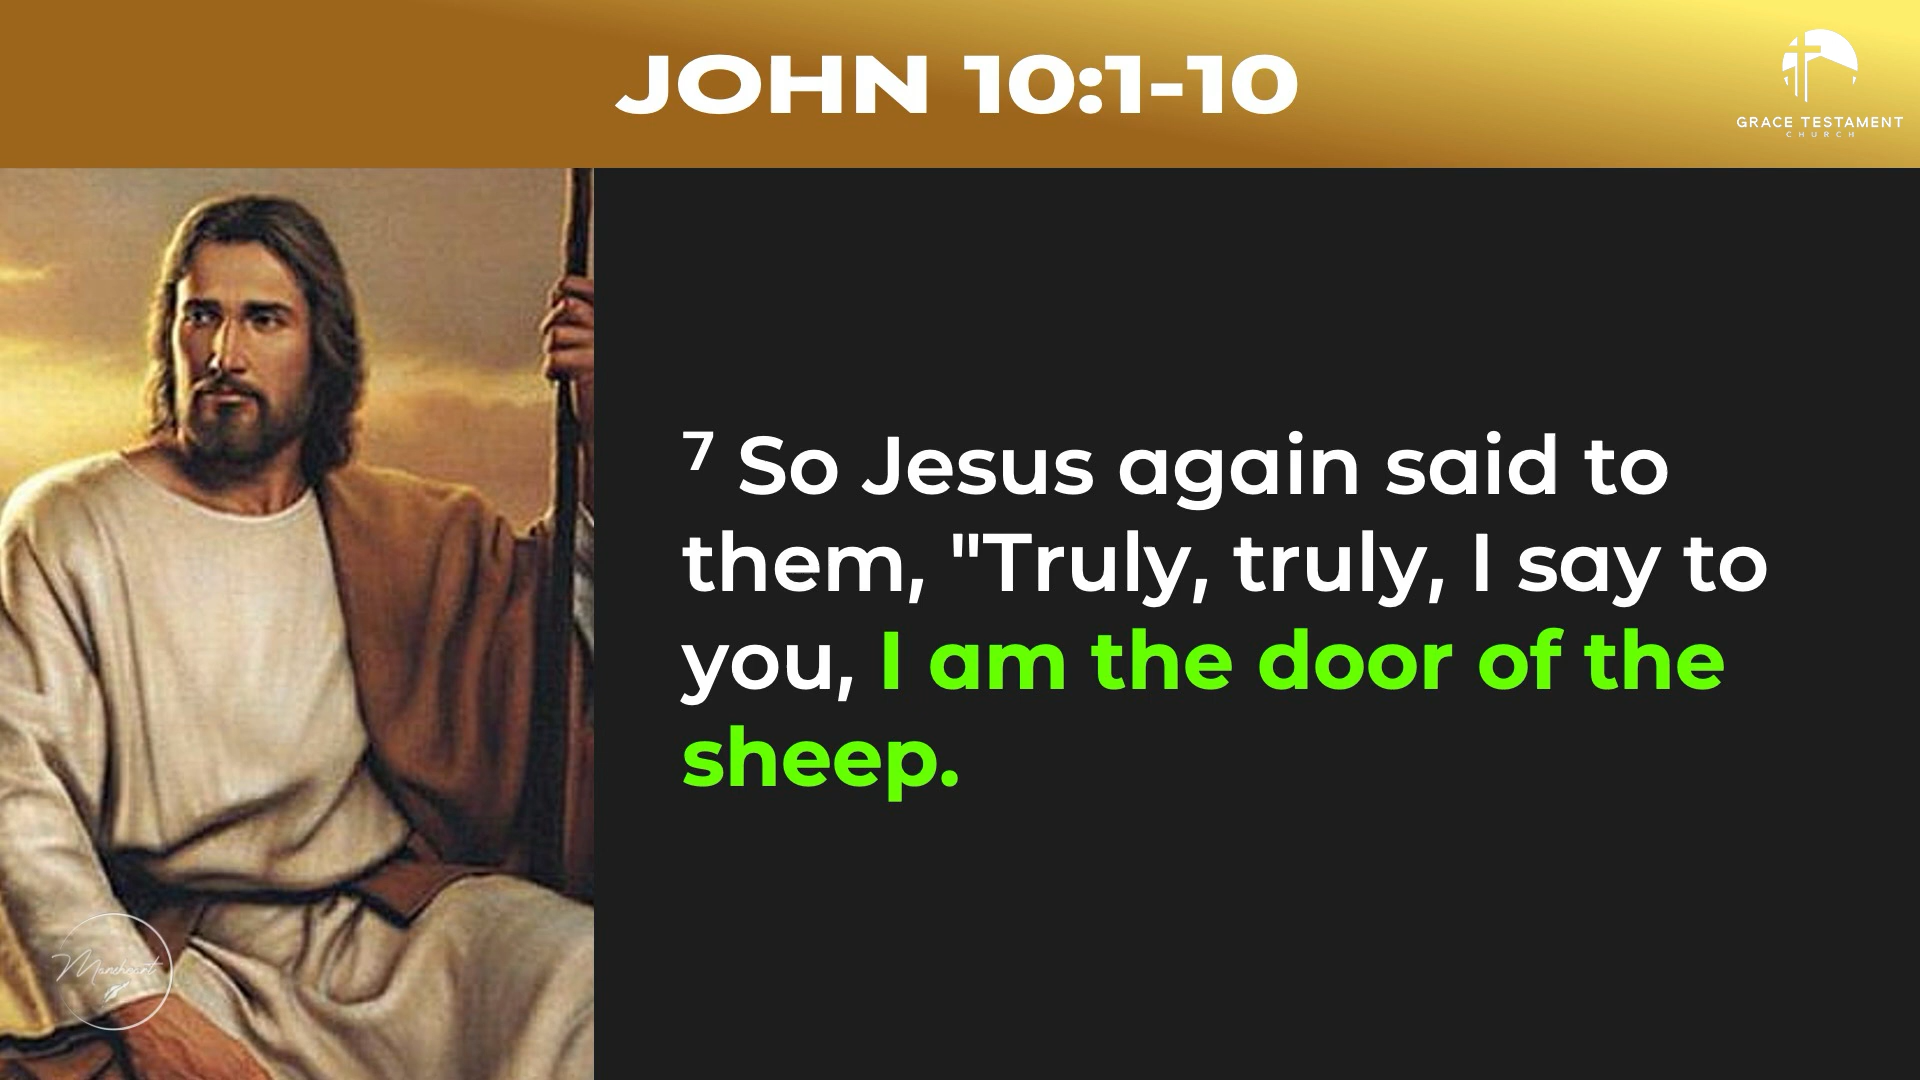 JOHN 10:1-10
GRACE TESTAMENT
CHURCH
⁷ So Jesus again said to
them, "Truly, truly, I say to
you, I am the door of the
sheep.